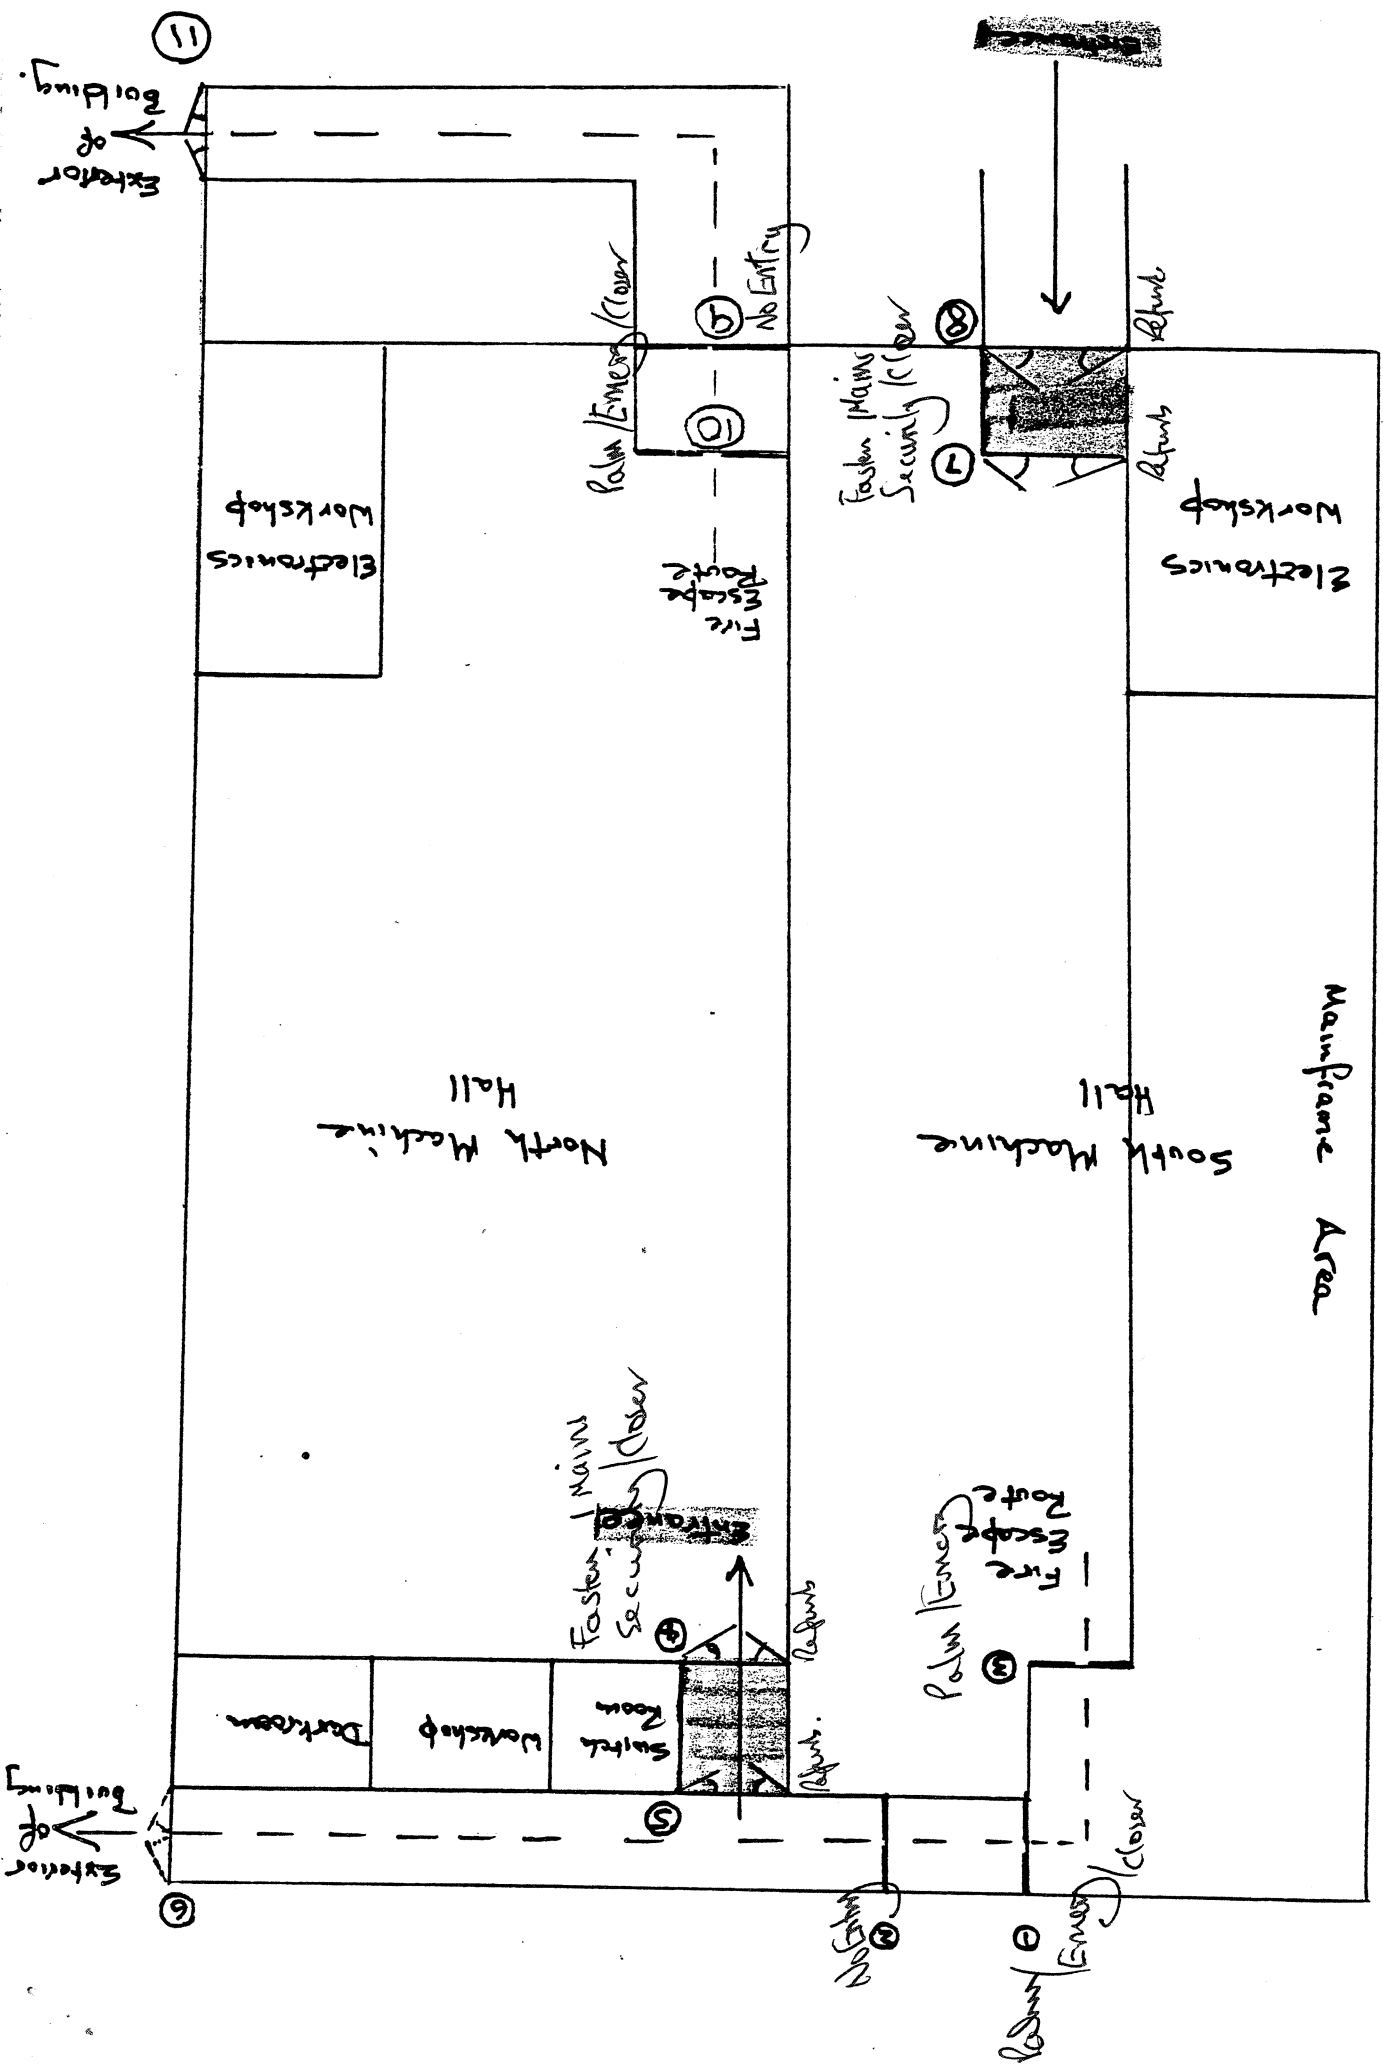 11
Exterior
of
Building.
Entrance
Palm / Emerg / Closer
9
No Entry
10
Fire
Escape
Route
8
7
Refurb
Refurb
Security / Closer
Electronics
Workshop
Electronics
Workshop
North Machine
Hall
South Machine
Hall
Mainframe Area
Mains
Security / Closer
Entrance
4
Refurb
Refurb.
5
Darkroom
Workshop
Switch
Room
Fire
Escape
Route
Palm / Emerg
3
Exterior
of
Building
6
No Entry
2
1
Palm / Emerg / Closer